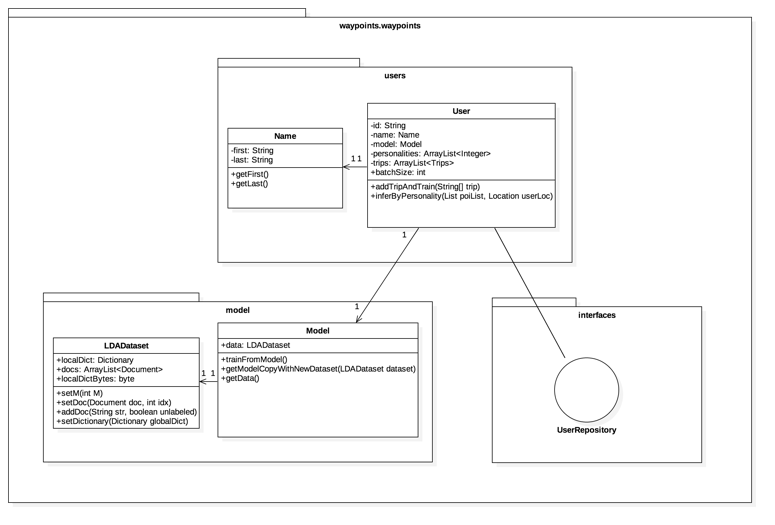 waypoints.waypoints
users
User
-id: String
-name: Name
-model: Model
-personalities: ArrayList<Integer>
-trips: ArrayList<Trips>
+batchSize: int
+addTripAndTrain(String[] trip)
+inferByPersonality(List poiList, Location userLoc)
Name
-first: String
-last: String
+getFirst()
+getLast()
1 1
1
1
model
Model
+data: LDADataset
+trainFromModel()
+getModelCopyWithNewDataset(LDADataset dataset)
+getData()
LDADataset
+localDict: Dictionary
+docs: ArrayList<Document>
+localDictBytes: byte
+setM(int M)
+setDoc(Document doc, int idx)
+addDoc(String str, boolean unlabeled)
+setDictionary(Dictionary globalDict)
1 1
interfaces
UserRepository